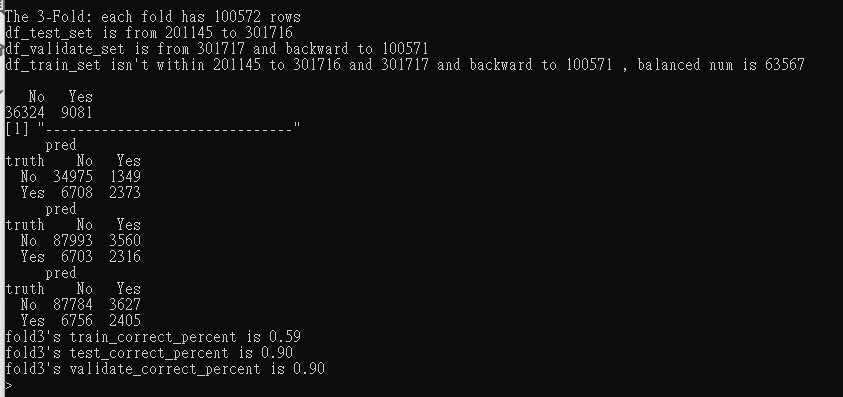 The 3-Fold: each fold has 100572 rows
df_test_set is from 201145 to 301716
df_validate_set is from 301717 and backward to 100571
df_train_set isn't within 201145 to 301716 and 301717 and backward to 100571 , balanced num is 63567
No Yes
36324 9081
[1] "--------------------------------"
pred
truth No Yes
No 34975 1349
Yes 6708 2373
pred
truth No Yes
No 87993 3560
Yes 6703 2316
pred
truth No Yes
No 87784 3627
Yes 6756 2405
fold3's train_correct_percent is 0.59
fold3's test_correct_percent is 0.90
fold3's validate_correct_percent is 0.90
>